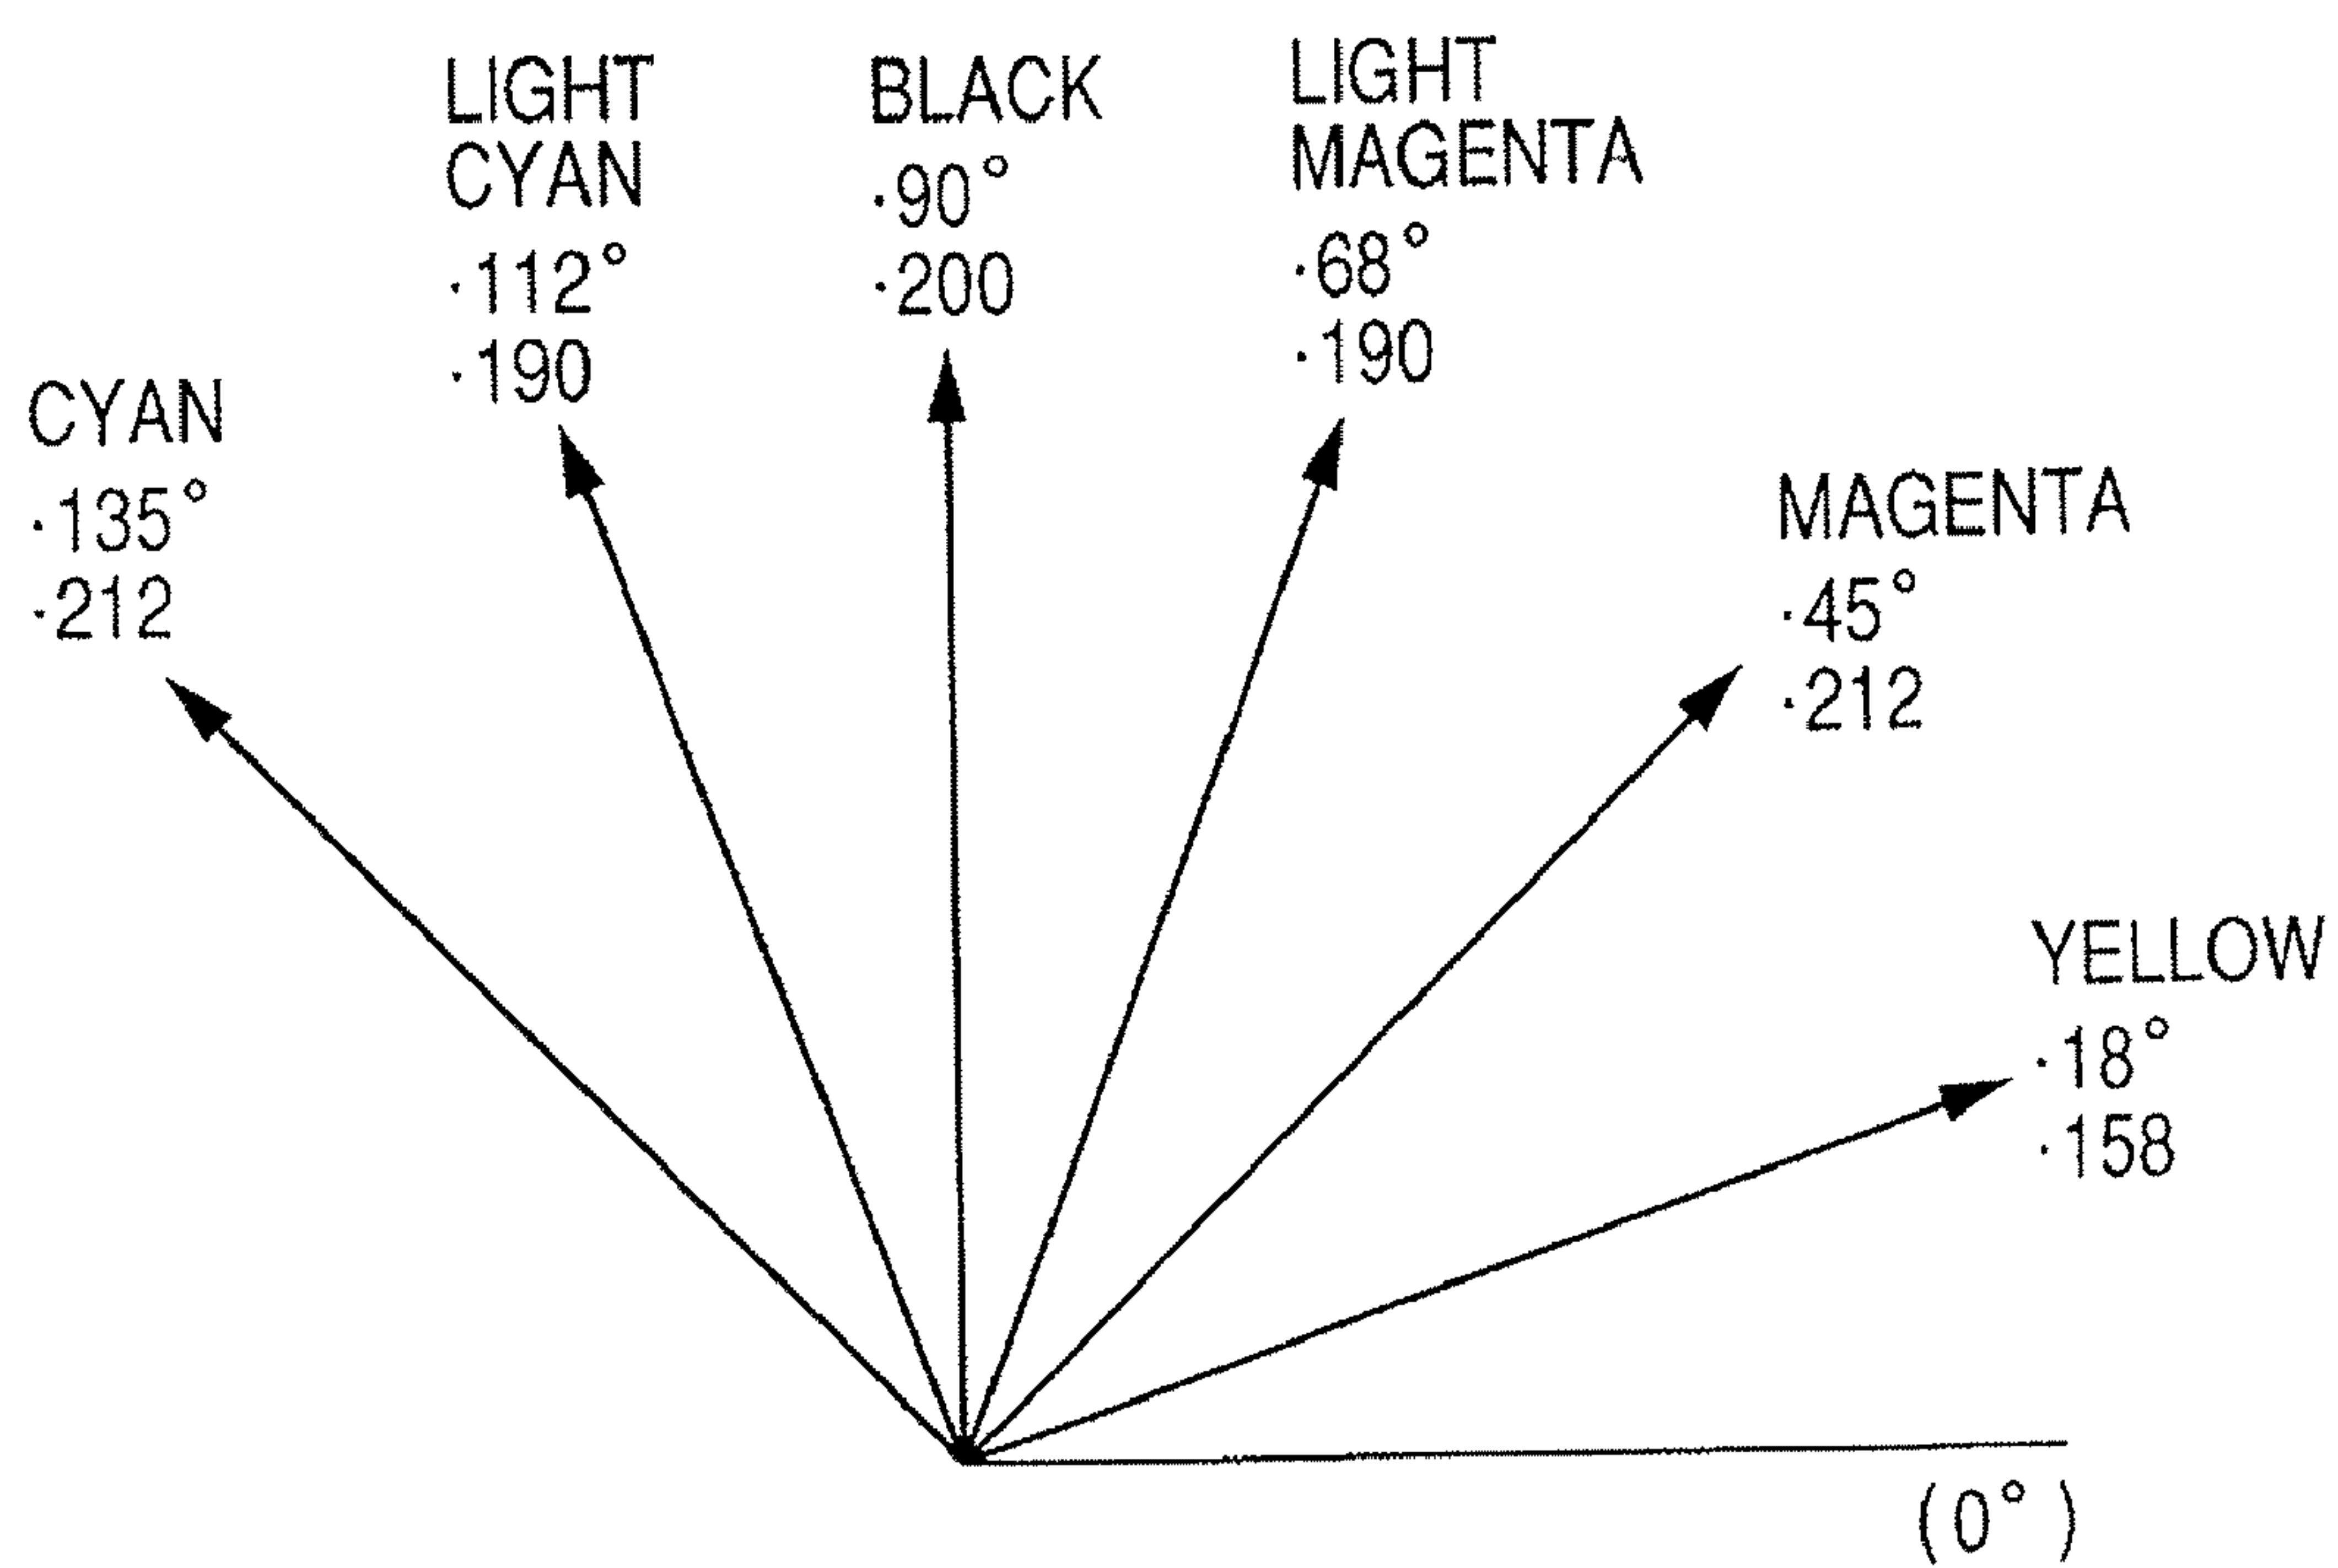 LIGHT
CYAN
·112°
·190
BLACK
·90°
·200
LIGHT
MAGENTA
·68°
·190
CYAN
·135°
·212
MAGENTA
·45°
·212
YELLOW
·18°
·158
(0°)